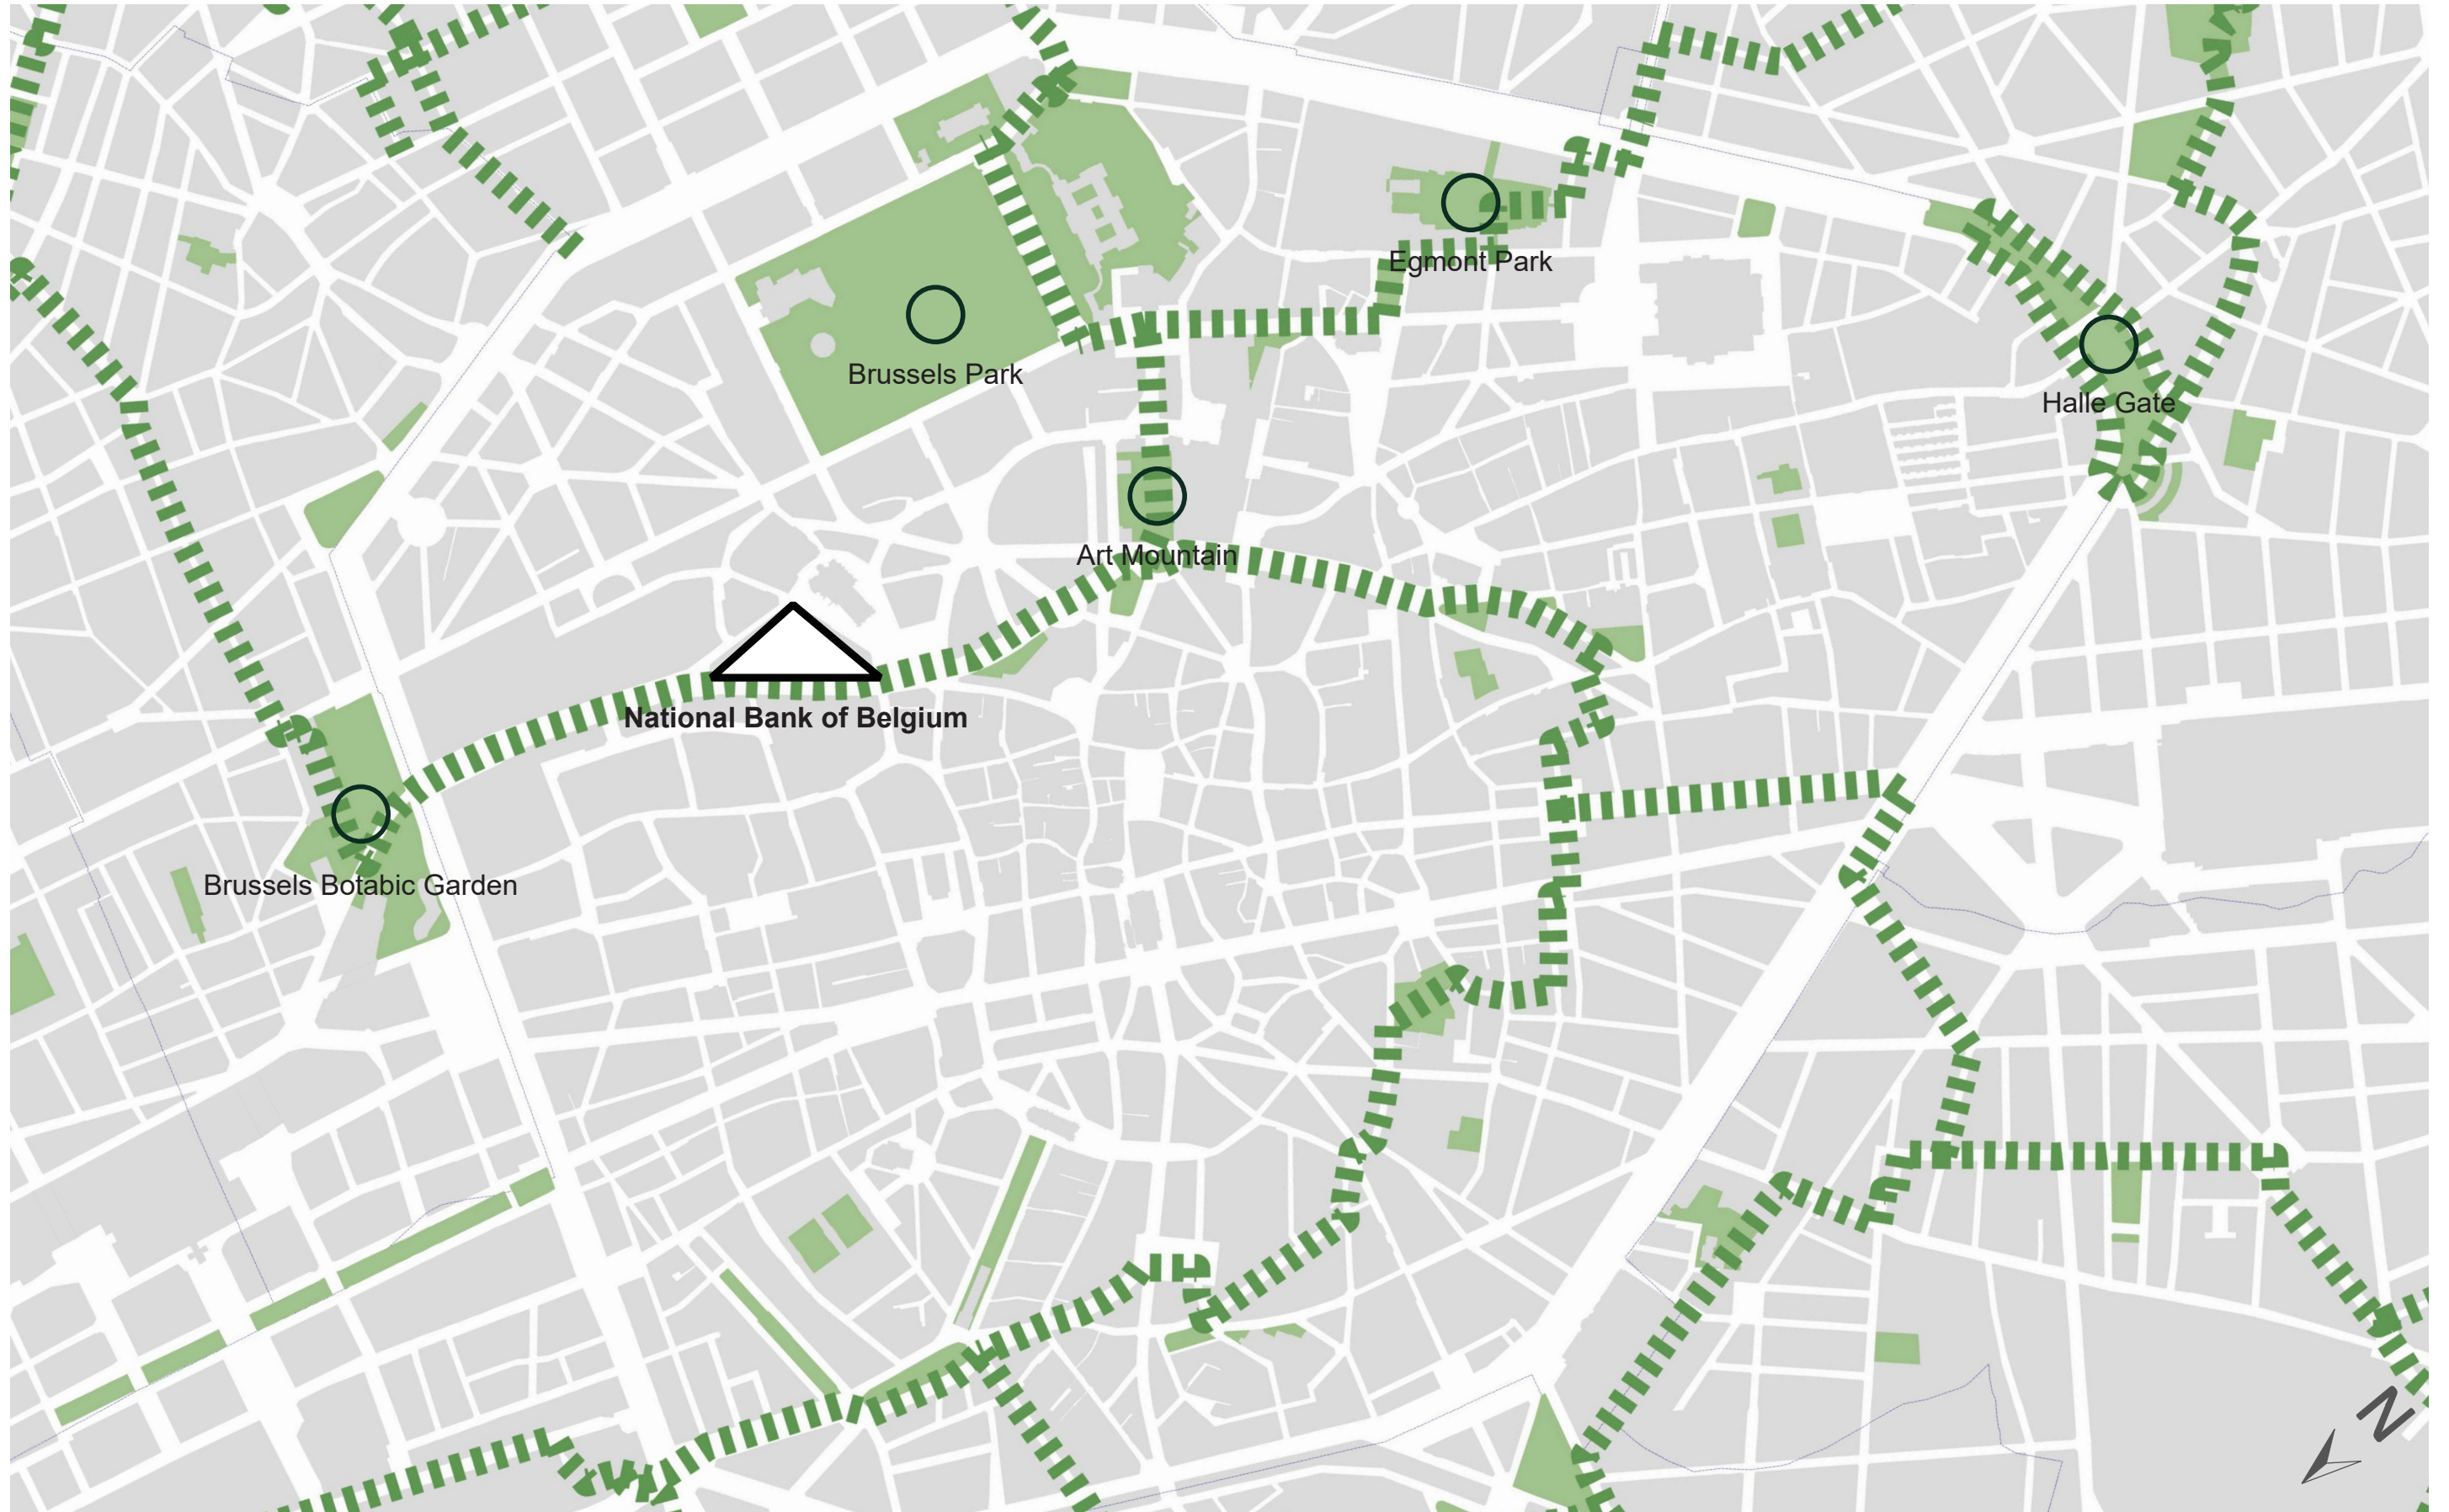 Egmont Park
Brussels Park
Halle Gate
Art Mountain
National Bank of Belgium
Brussels Botabic Garden
N